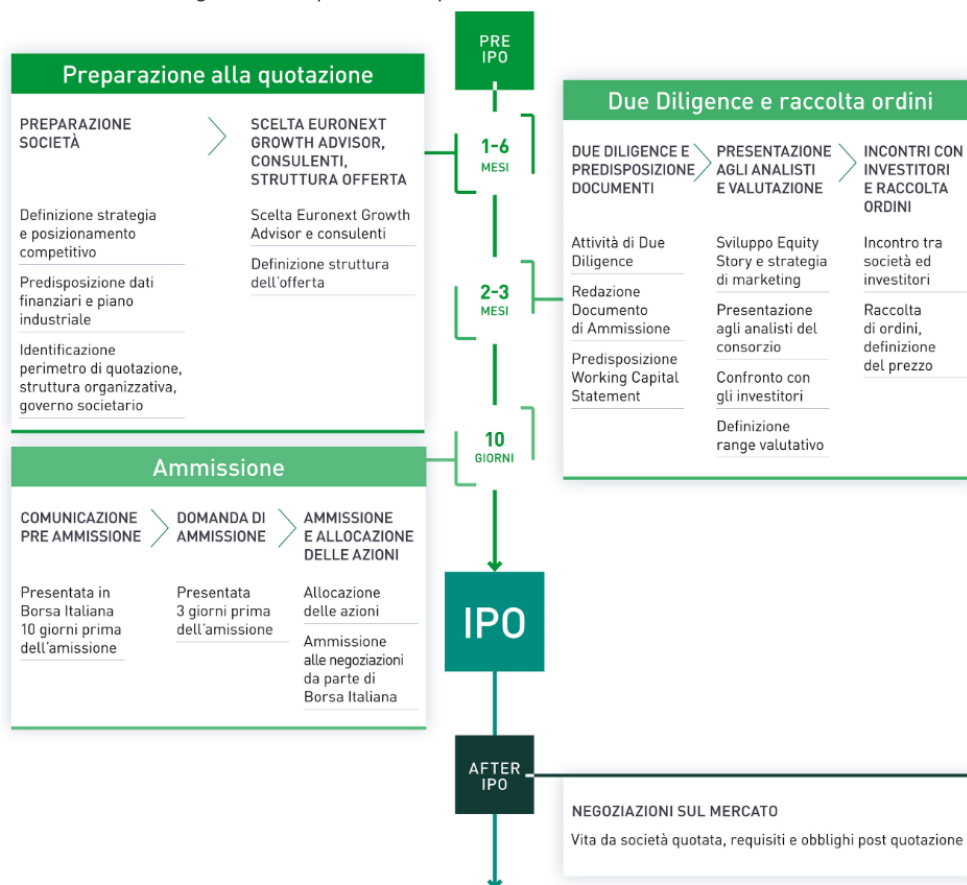 PRE
IPO
Preparazione alla quotazione
PREPARAZIONE
SOCIETÀ
Definizione strategia
e posizionamento
competitivo
Predisposizione dati
finanziari e piano
industriale
Identificazione
perimetro di quotazione,
struttura organizzativa,
governo societario
SCELTA EURONEXT
GROWTH ADVISOR,
CONSULENTI,
STRUTTURA OFFERTA
Scelta Euronext Growth
Advisor e consulenti
Definizione struttura
dell'offerta
1-6
MESI
Due Diligence e raccolta ordini
DUE DILIGENCE E
PREDISPOSIZIONE
DOCUMENTI
Attività di Due
Diligence
Redazione
Documento
di Ammissione
Predisposizione
Working Capital
Statement
PRESENTAZIONE
AGLI ANALISTI
E VALUTAZIONE
Sviluppo Equity
Story e strategia
di marketing
Presentazione
agli analisti del
consorzio
Confronto con
gli investitori
Definizione
range valutativo
INCONTRI CON
INVESTITORI
E RACCOLTA
ORDINI
Incontro tra
società ed
investitori
Raccolta
di ordini,
definizione
del prezzo
2-3
MESI
10
GIORNI
Ammissione
COMUNICAZIONE
PRE AMMISSIONE
Presentata in
Borsa Italiana
10 giorni prima
dell'amissione
DOMANDA DI
AMMISSIONE
Presentata
3 giorni prima
dell'amissione
AMMISSIONE
E ALLOCAZIONE
DELLE AZIONI
Allocazione
delle azioni
Ammissione
alle negoziazioni
da parte di
Borsa Italiana
IPO
AFTER
IPO
NEGOZIAZIONI SUL MERCATO
Vita da società quotata, requisiti e obblighi post quotazione